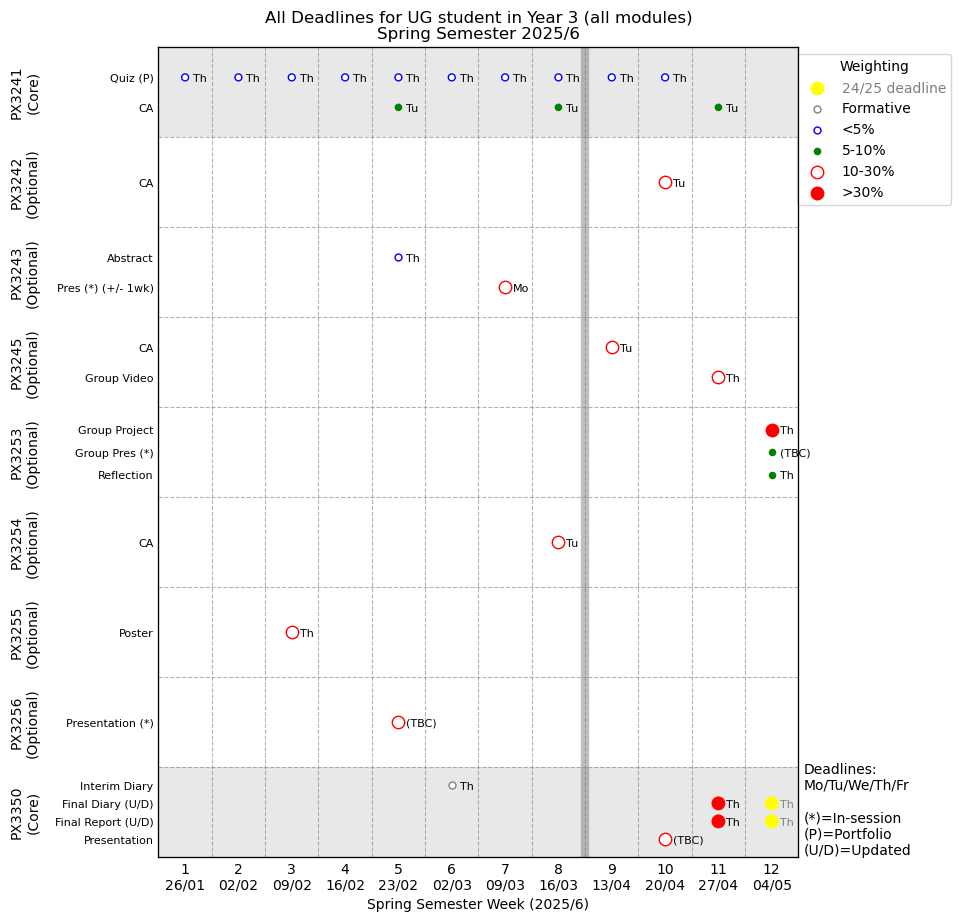 All Deadlines for UG student in Year 3 (all modules)
Spring Semester 2025/6
PX3241
(Core)
Quiz (P) Th Th Th Th Th Th Th Th Th Th
CA Tu Tu Tu
Weighting
24/25 deadline
Formative
<5%
5-10%
10-30%
>30%
PX3242
(Optional)
CA Tu
PX3243
(Optional)
Abstract Th
Pres (*) (+/- 1wk) Mo
PX3245
(Optional)
CA Tu
Group Video Th
PX3253
(Optional)
Group Project Th
Group Pres (*) (TBC)
Reflection Th
PX3254
(Optional)
CA Tu
PX3255
(Optional)
Poster Th
PX3256
(Optional)
Presentation (*) (TBC)
PX3350
(Core)
Interim Diary Th
Final Diary (U/D) Th Th
Final Report (U/D) Th Th
Presentation (TBC)
Deadlines:
Mo/Tu/We/Th/Fr
(*)=In-session
(P)=Portfolio
(U/D)=Updated
1 2 3 4 5 6 7 8 9 10 11 12
26/01 02/02 09/02 16/02 23/02 02/03 09/03 16/03 13/04 20/04 27/04 04/05
Spring Semester Week (2025/6)